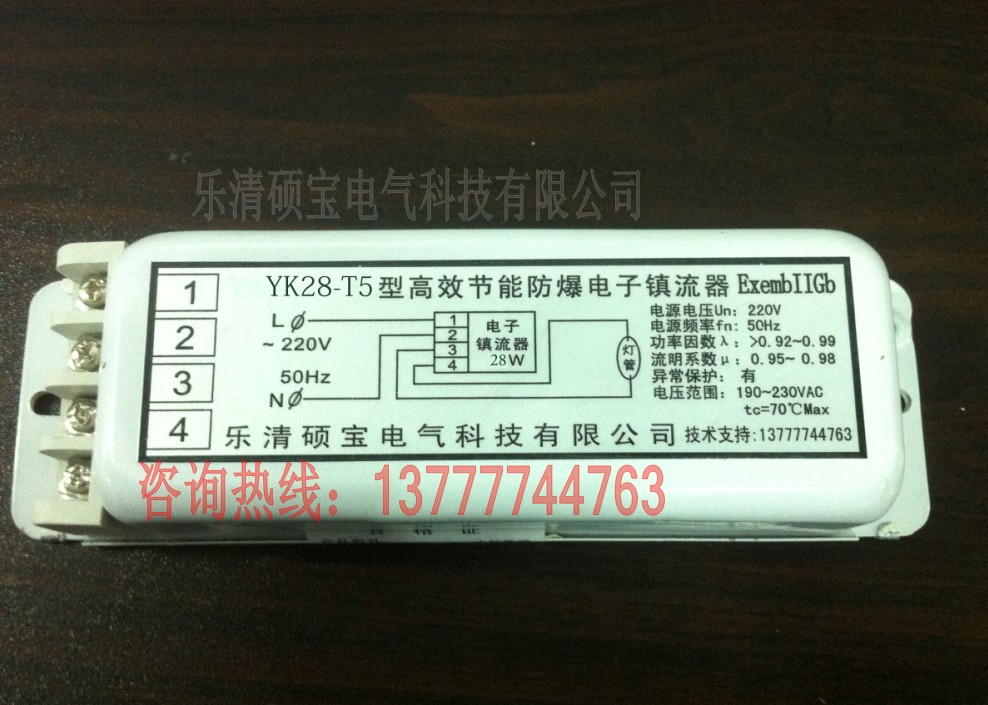 乐清硕宝电气科技有限公司
YK28-T5型高效节能防爆电子镇流器 ExembIIGb
1
2
3
4
L
~ 220V
50Hz
N
1
2
3
4
电子
镇流器
28W
灯管
电源电压Un: 220V
电源频率fn: 50Hz
功率因数λ: >0.92~0.99
流明系数μ: 0.95~ 0.98
异常保护: 有
电压范围: 190~230VAC
tc=70℃Max
乐清硕宝电气科技有限公司 技术支持:13777744763
咨询热线：13777744763
格 证